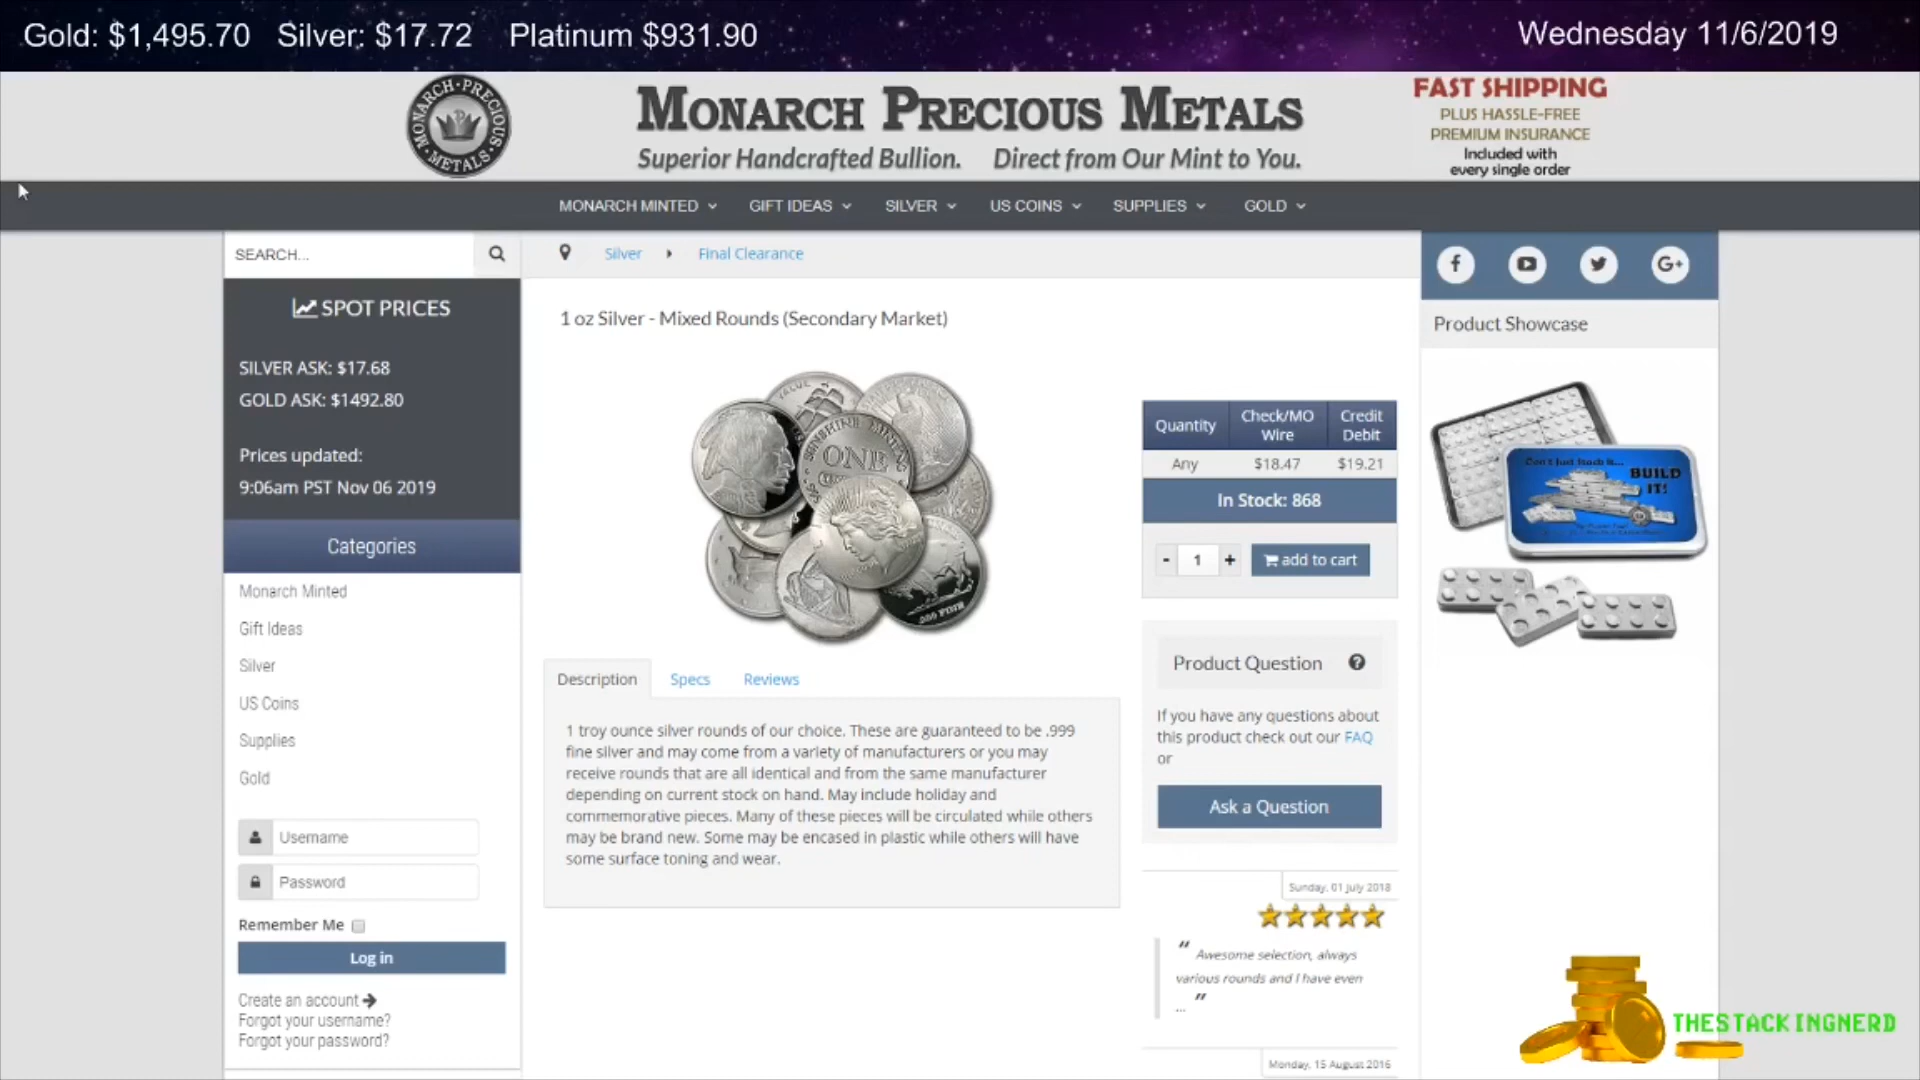 Gold: $1,495.70 Silver: $17.72 Platinum $931.90
Wednesday 11/6/2019
MONARCH·PRECIOUS·METALS·
MONARCH PRECIOUS METALS
Superior Handcrafted Bullion. Direct from Our Mint to You.
FAST SHIPPING
PLUS HASSLE-FREE
PREMIUM INSURANCE
Included with
every single order
MONARCH MINTED GIFT IDEAS SILVER US COINS SUPPLIES GOLD
SEARCH...
Silver Final Clearance
SPOT PRICES
SILVER ASK: $17.68
GOLD ASK: $1492.80
Prices updated:
9:06am PST Nov 06 2019
Categories
Monarch Minted
Gift Ideas
Silver
US Coins
Supplies
Gold
Username
Password
Remember Me
Log in
Create an account
Forgot your username?
Forgot your password?
1 oz Silver - Mixed Rounds (Secondary Market)
VALUE
SUNSHINE MINTING
ONE
Quantity Check/MO Wire Credit Debit
Any $18.47 $19.21
In Stock: 868
- 1 + add to cart
Description Specs Reviews
1 troy ounce silver rounds of our choice. These are guaranteed to be .999
fine silver and may come from a variety of manufacturers or you may
receive rounds that are all identical and from the same manufacturer
depending on current stock on hand. May include holiday and
commemorative pieces. Many of these pieces will be circulated while others
may be brand new. Some may be encased in plastic while others will have
some surface toning and wear.
Product Question
If you have any questions about
this product check out our FAQ
or
Ask a Question
Sunday, 01 July 2018
“ Awesome selection, always
various rounds and I have even
... ”
Monday, 15 August 2016
f G+
Product Showcase
Don't Just Stack it...
BUILD
IT!
THESTACKINGNERD